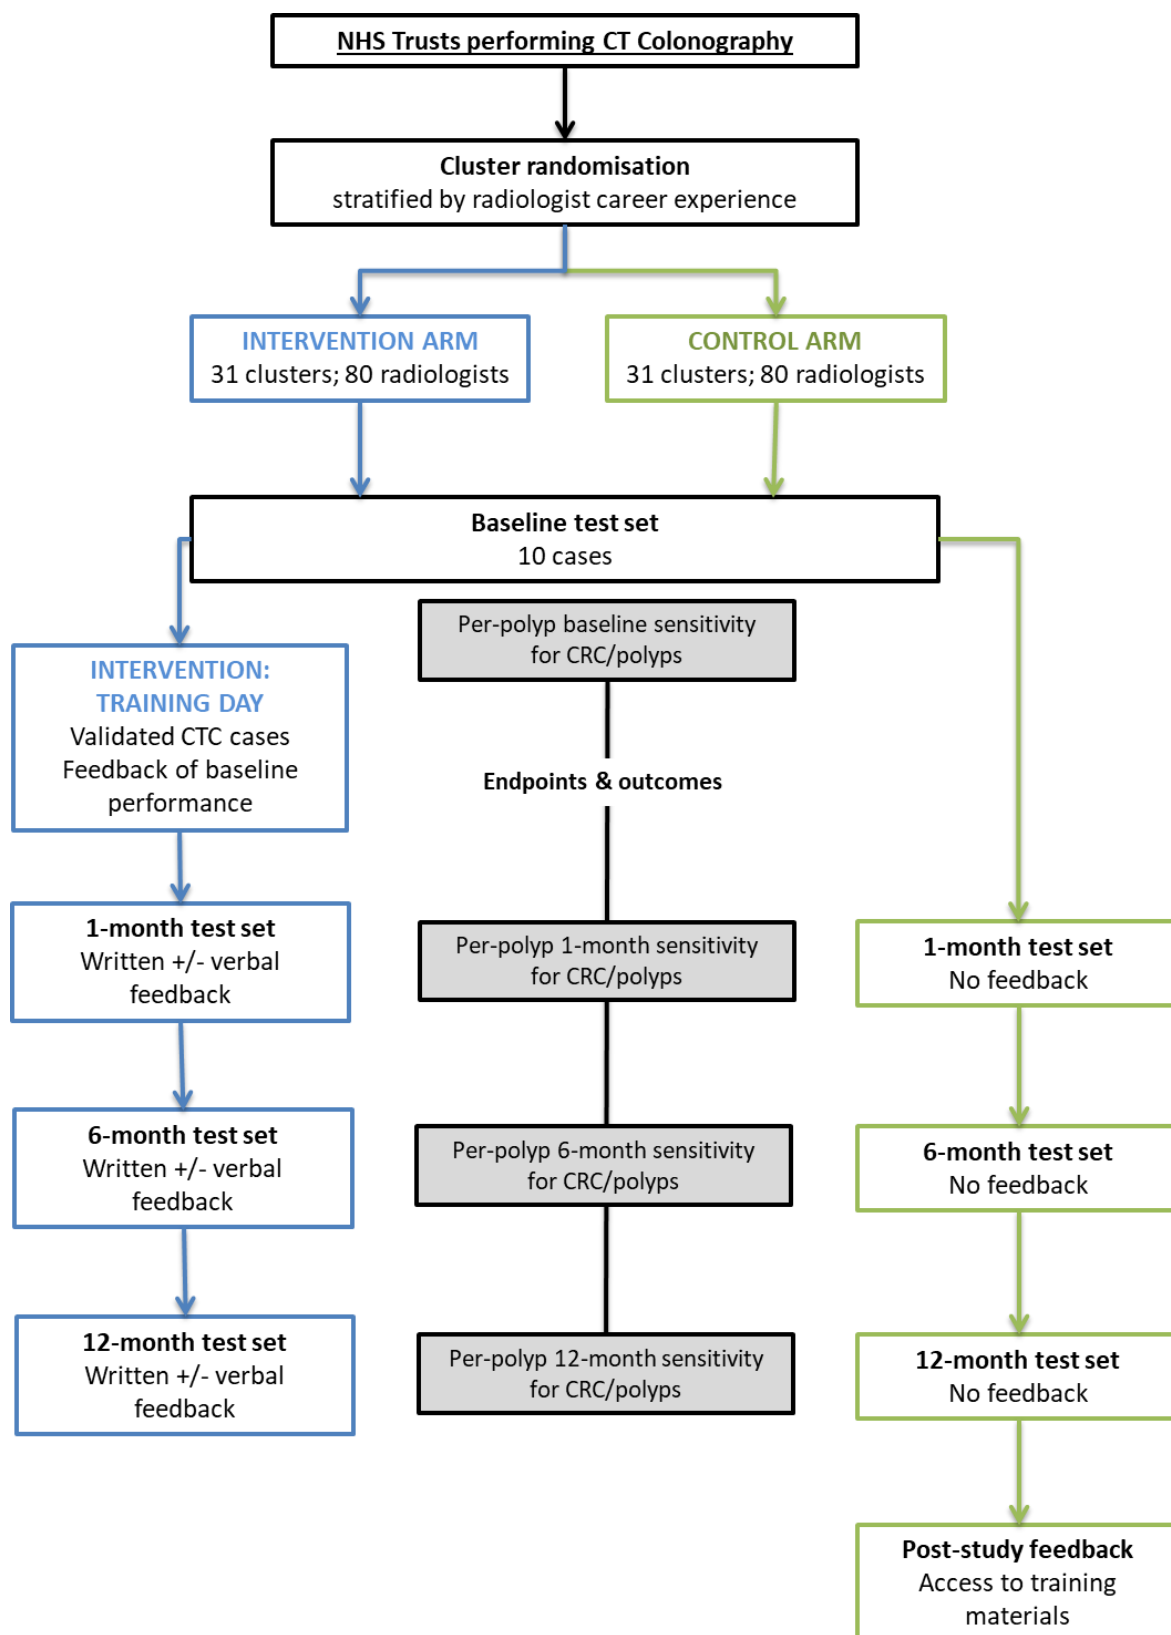 NHS Trusts performing CT Colonography
Cluster randomisation
stratified by radiologist career experience
INTERVENTION ARM
31 clusters; 80 radiologists
CONTROL ARM
31 clusters; 80 radiologists
Baseline test set
10 cases
Per-polyp baseline sensitivity
for CRC/polyps
INTERVENTION:
TRAINING DAY
Validated CTC cases
Feedback of baseline
performance
Endpoints & outcomes
1-month test set
Written +/- verbal
feedback
Per-polyp 1-month sensitivity
for CRC/polyps
1-month test set
No feedback
6-month test set
Written +/- verbal
feedback
Per-polyp 6-month sensitivity
for CRC/polyps
6-month test set
No feedback
12-month test set
Written +/- verbal
feedback
Per-polyp 12-month sensitivity
for CRC/polyps
12-month test set
No feedback
Post-study feedback
Access to training
materials